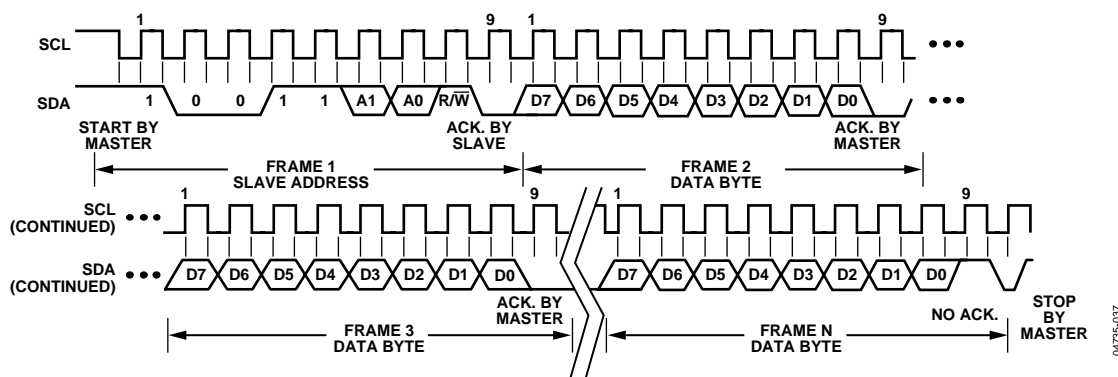 1 9 1 9
SCL
SDA 1 0 0 1 1 A1 A0 R/W̅ D7 D6 D5 D4 D3 D2 D1 D0
START BY MASTER
ACK. BY SLAVE
ACK. BY MASTER
FRAME 1
SLAVE ADDRESS
FRAME 2
DATA BYTE
1 9 1 9
SCL
(CONTINUED)
SDA
(CONTINUED)
D7 D6 D5 D4 D3 D2 D1 D0 D7 D6 D5 D4 D3 D2 D1 D0
ACK. BY
MASTER
NO ACK.
STOP
BY
MASTER
FRAME 3
DATA BYTE
FRAME N
DATA BYTE
04735-037